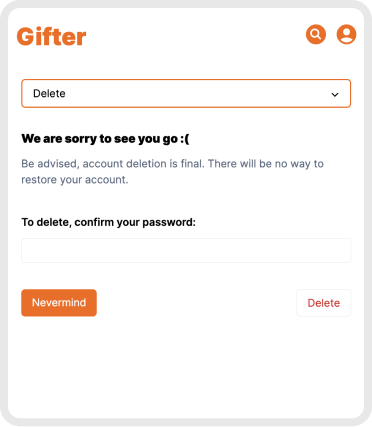 Gifter
Delete
We are sorry to see you go :(
Be advised, account deletion is final. There will be no way to
restore your account.
To delete, confirm your password:
Nevermind
Delete